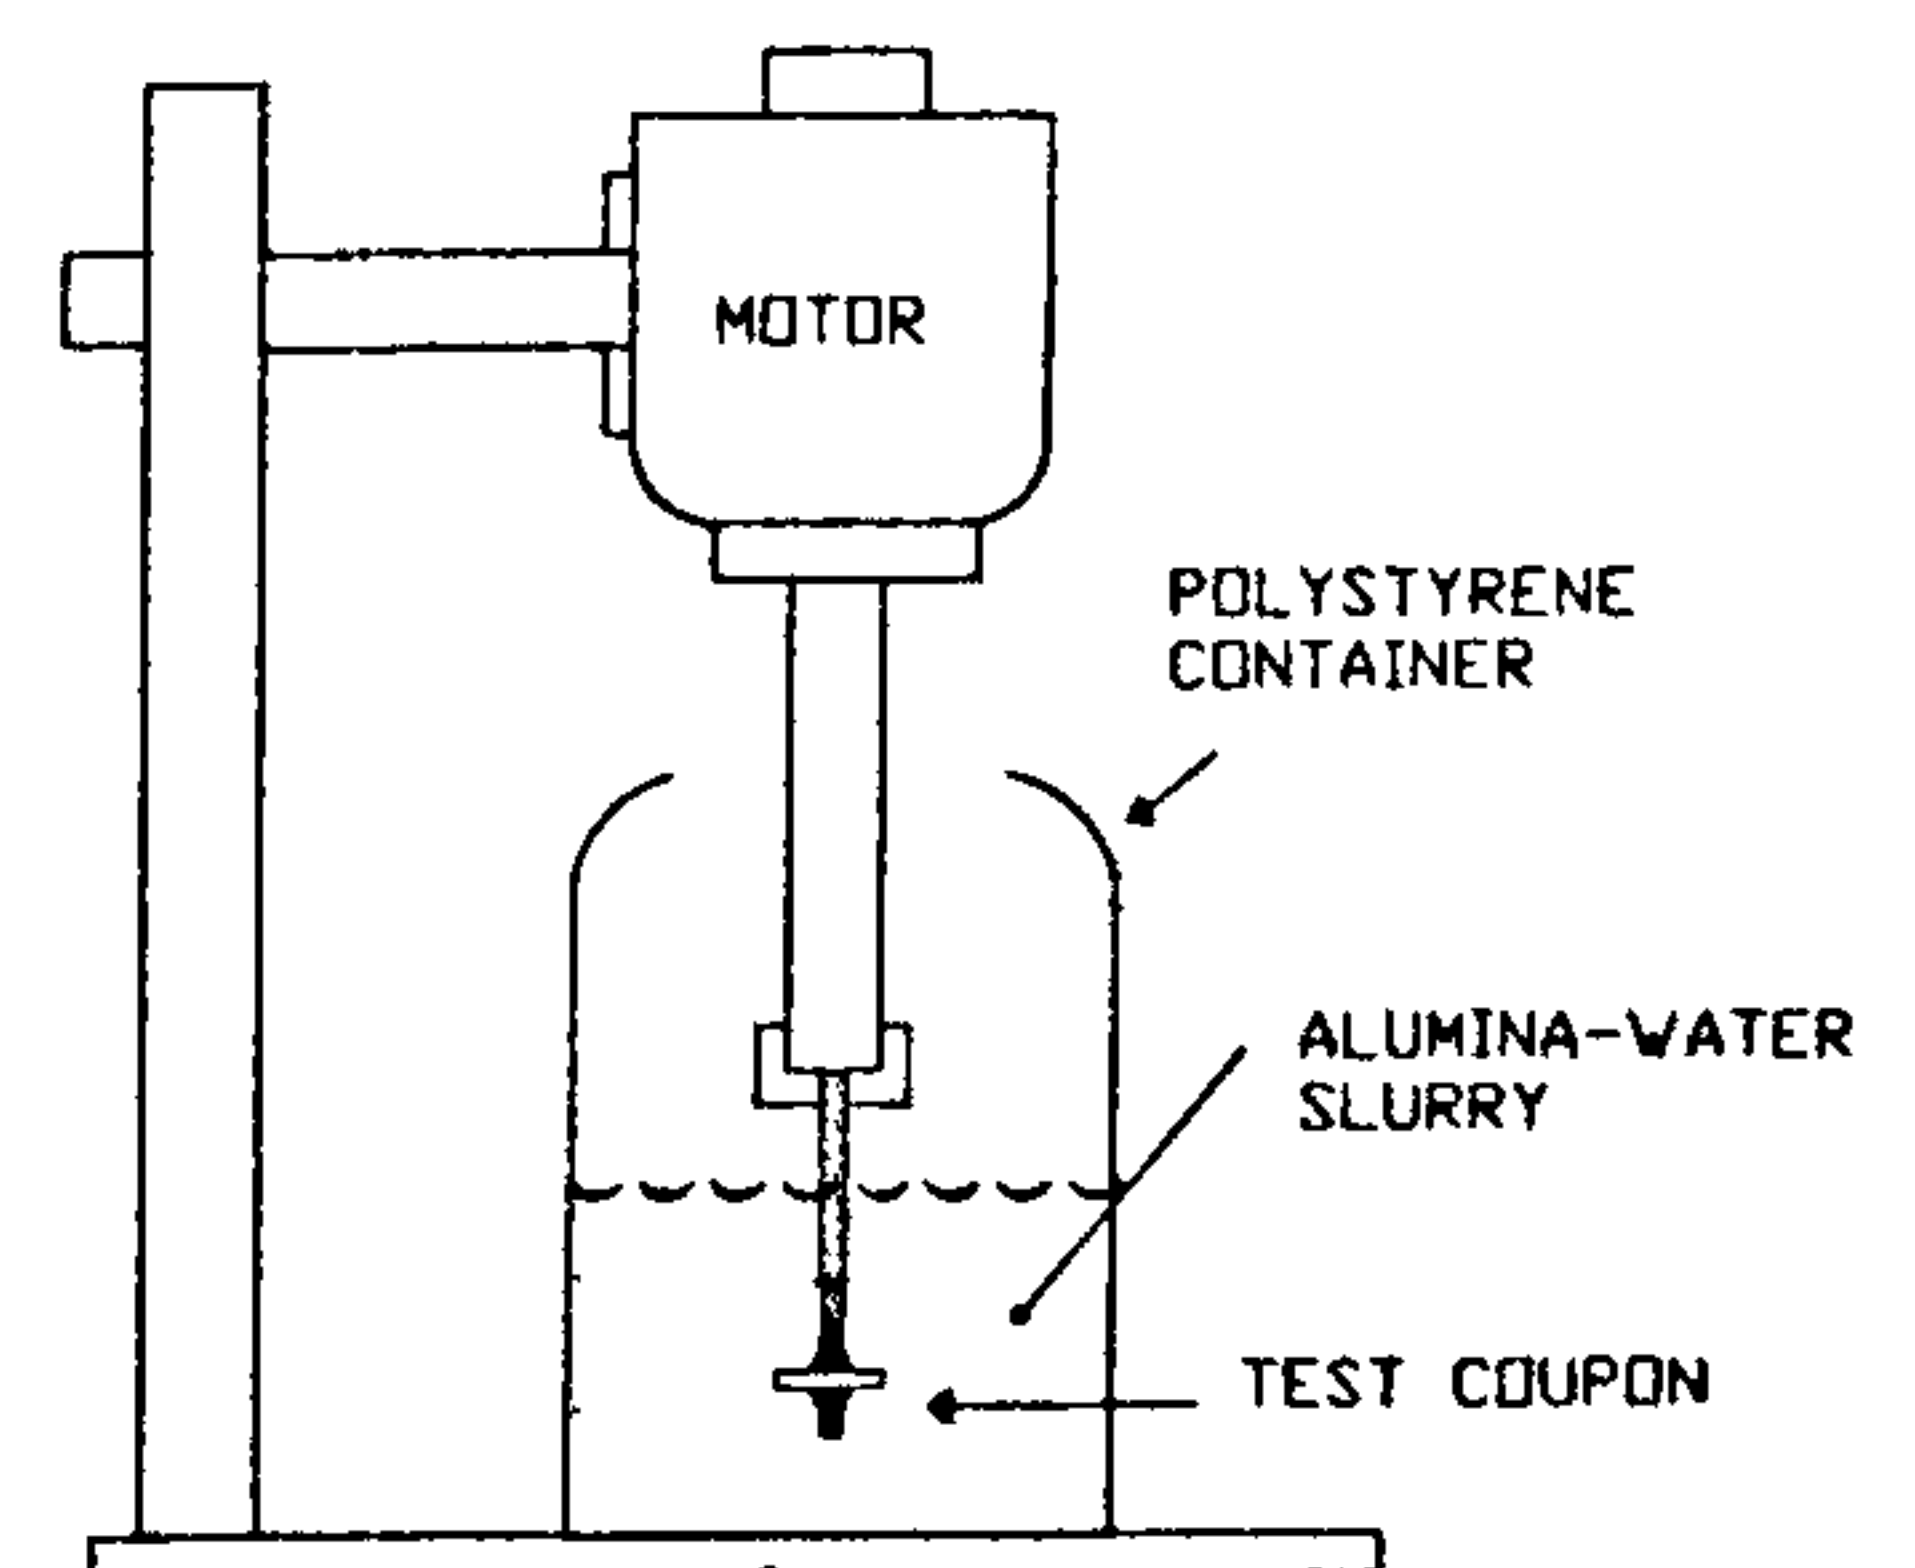 MOTOR
POLYSTYRENE
CONTAINER
ALUMINA-WATER
SLURRY
TEST COUPON